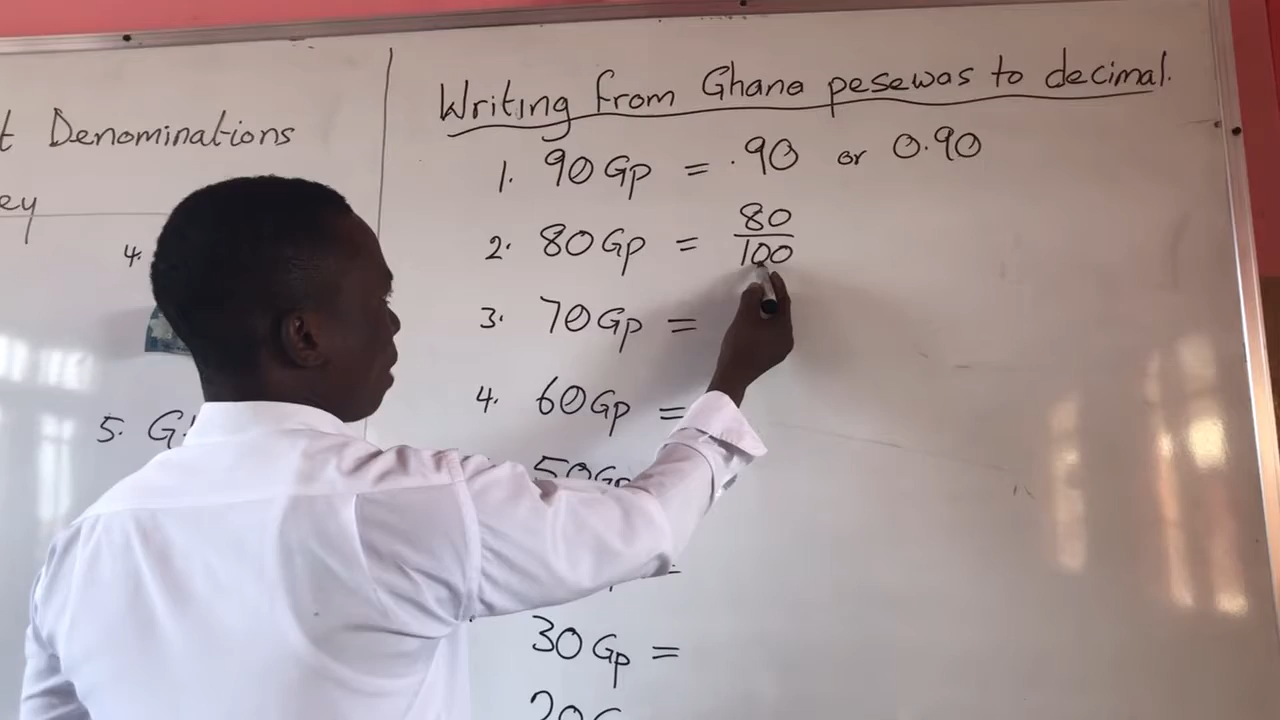 t Denominations
ey
4.
5. G
Writing from Ghana pesewas to decimal.
1. 90 Gp = .90 or 0.90
2. 80 Gp = 80/100
3. 70 Gp =
4. 60 Gp =
50 Gp
=
30 Gp =
20 G